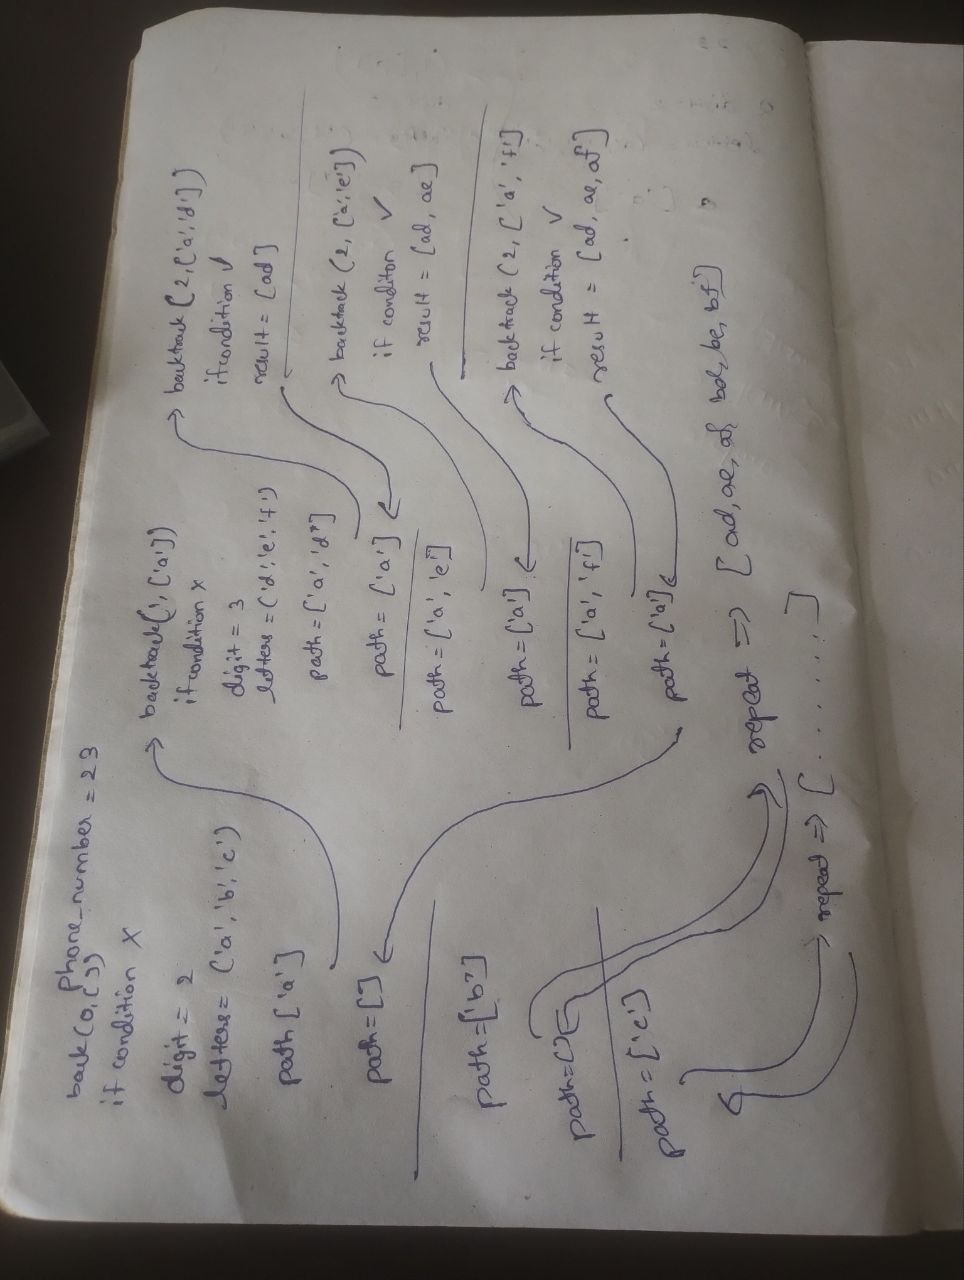 phone_number = 23
back(0,[])
if condition X
digit = 2
letters = ('a','b','c')
path ['a']
path = []
path = ['b']
path = []
path = ['c']
backtrack(1,['a'])
if condition x
digit = 3
letters = ('d','e','f')
path = ['a','d']
path = ['a']
path = ['a','e']
path = ['a']
path = ['a','f']
path = ['a']
backtrack(2,['a','d'])
if condition ✓
result = [ad]
backtrack(2,['a','e'])
if conditon ✓
result = [ad, ae]
backtrack(2,['a','f']
if condition ✓
result = [ad, ae, af]
repeat => [ad, ae, af, bd, be, bf]
repeat => [.......]